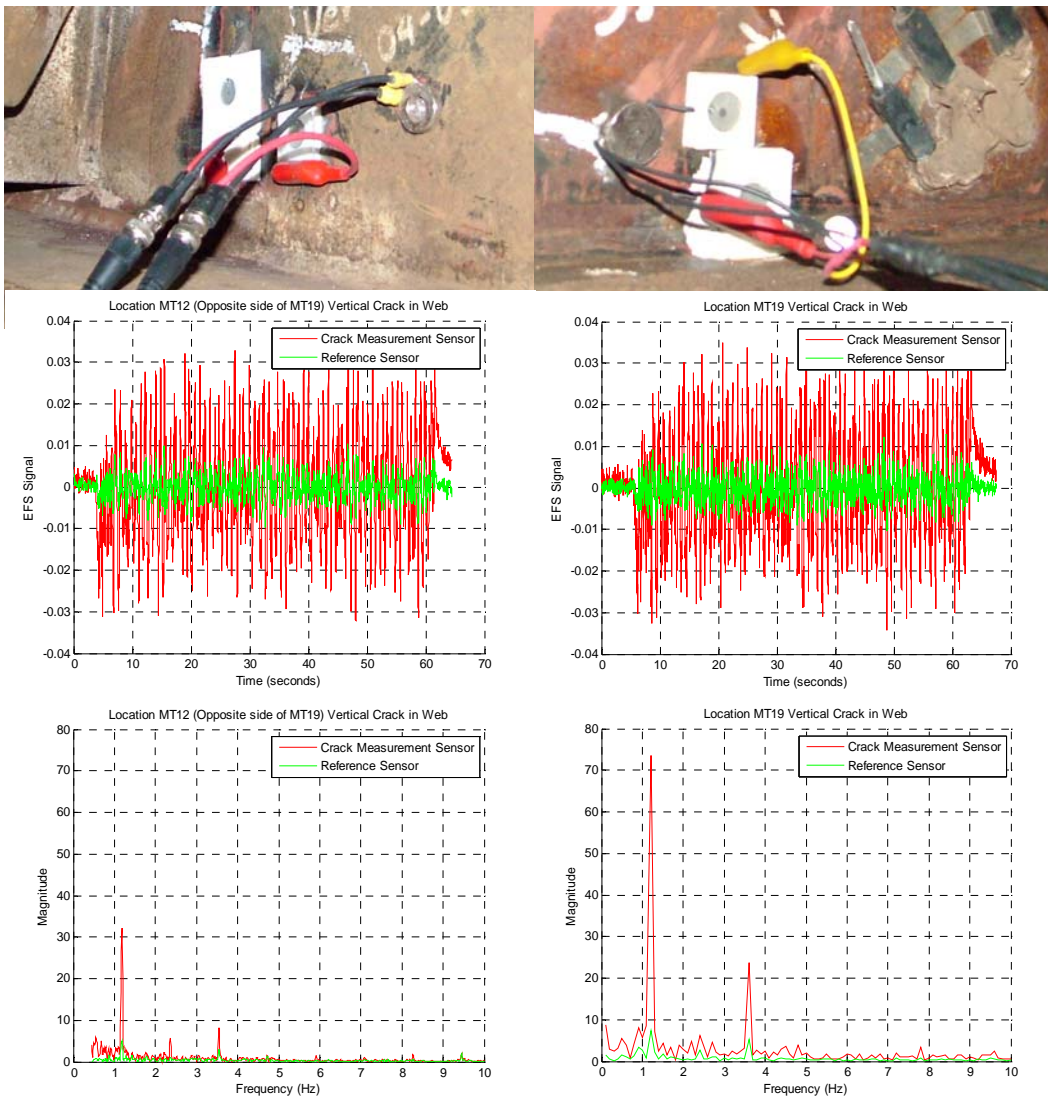 04
Location MT12 (Opposite side of MT19) Vertical Crack in Web
0.04
0.03
0.02
0.01
0
-0.01
-0.02
-0.03
-0.04
EFS Signal
Crack Measurement Sensor
Reference Sensor
0 10 20 30 40 50 60 70
Time (seconds)
Location MT19 Vertical Crack in Web
0.04
0.03
0.02
0.01
0
-0.01
-0.02
-0.03
-0.04
EFS Signal
Crack Measurement Sensor
Reference Sensor
0 10 20 30 40 50 60 70
Time (seconds)
Location MT12 (Opposite side of MT19) Vertical Crack in Web
80
70
60
50
40
30
20
10
0
Magnitude
Crack Measurement Sensor
Reference Sensor
0 1 2 3 4 5 6 7 8 9 10
Frequency (Hz)
Location MT19 Vertical Crack in Web
80
70
60
50
40
30
20
10
0
Magnitude
Crack Measurement Sensor
Reference Sensor
0 1 2 3 4 5 6 7 8 9 10
Frequency (Hz)